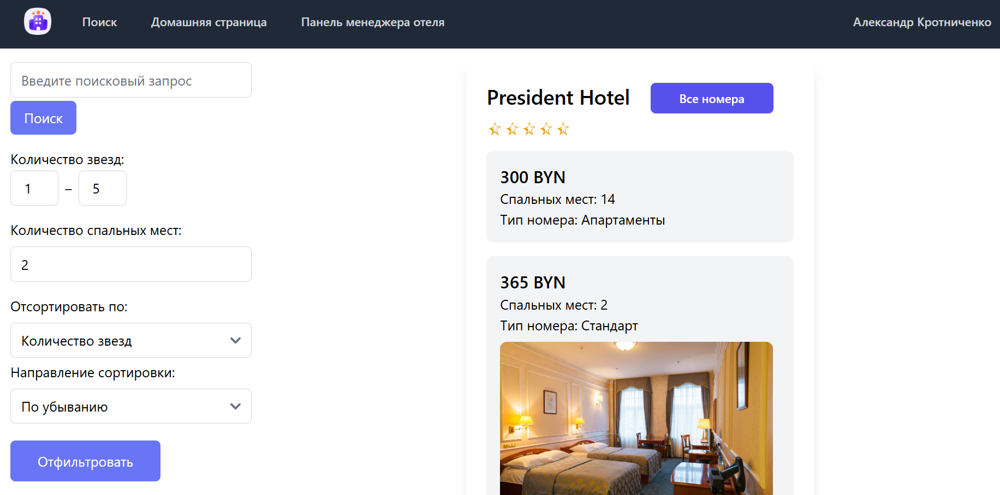 Поиск
Домашняя страница
Панель менеджера отеля
Александр Кротниченко
Введите поисковый запрос
Поиск
Количество звезд:
1 – 5
Количество спальных мест:
2
Отсортировать по:
Количество звезд
Направление сортировки:
По убыванию
Отфильтровать
President Hotel
Все номера
300 BYN
Спальных мест: 14
Тип номера: Апартаменты
365 BYN
Спальных мест: 2
Тип номера: Стандарт